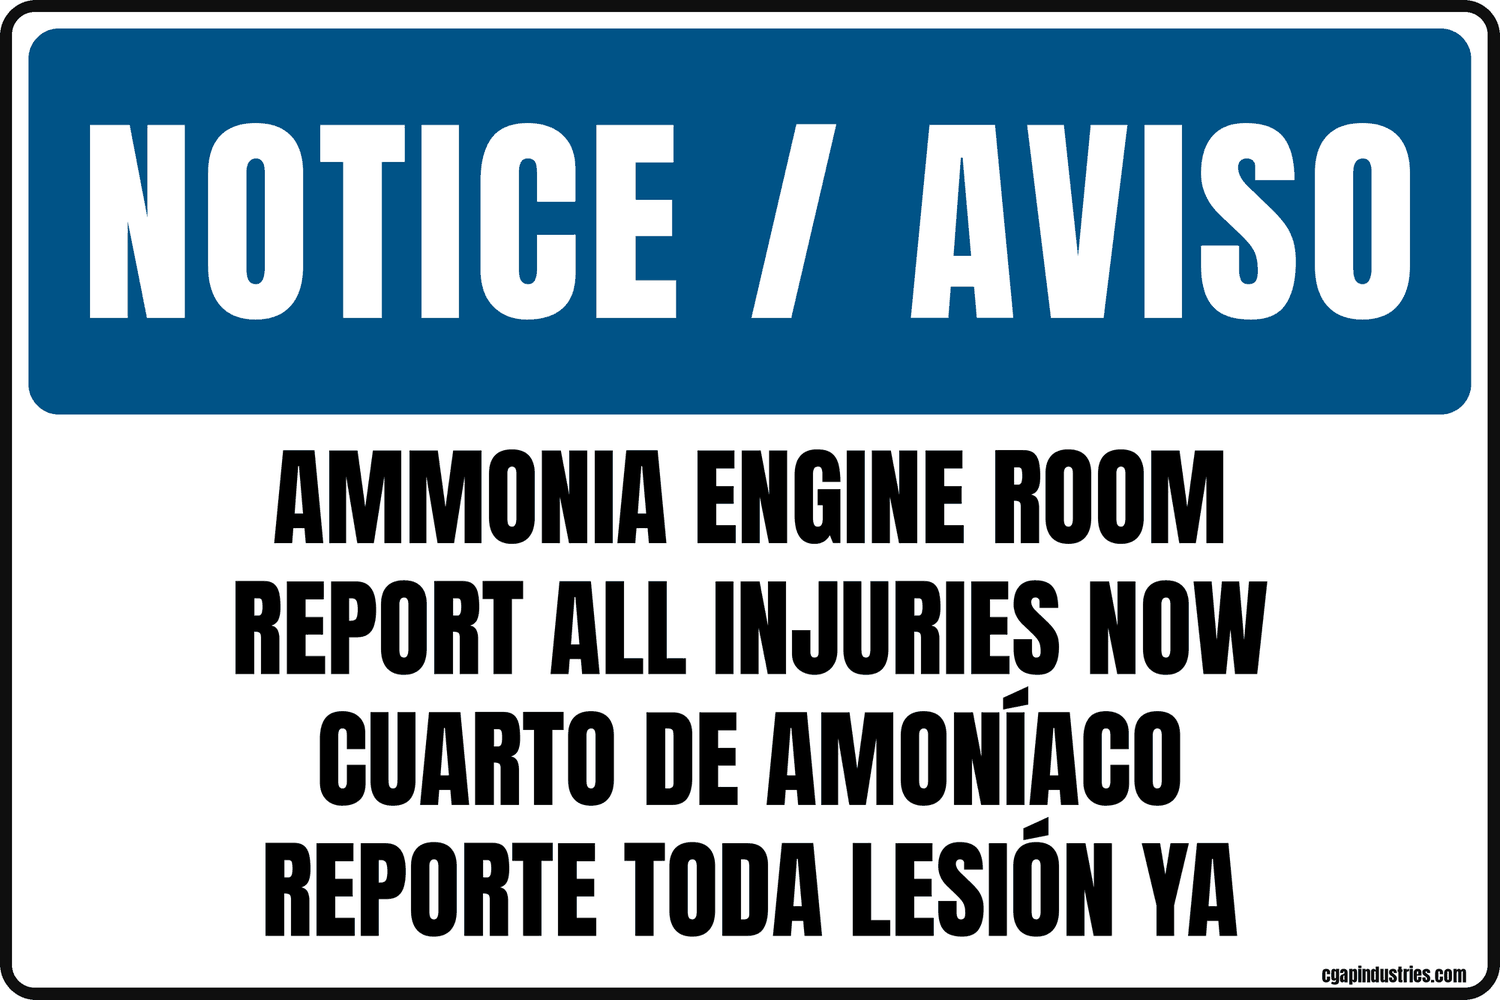 NOTICE / AVISO
AMMONIA ENGINE ROOM
REPORT ALL INJURIES NOW
CUARTO DE AMONÍACO
REPORTE TODA LESIÓN YA
cgapindustries.com